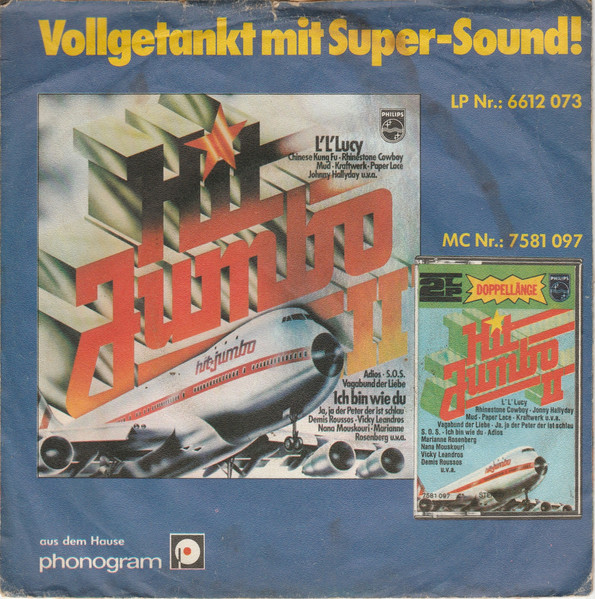 Vollgetankt mit Super-Sound!
LP Nr.: 6612 073
PHILIPS
L'L'Lucy
Chinese Kung Fu - Rhinestone Cowboy
Mud - Kraftwerk - Paper Lace
Johnny Hallyday u.v.a.
Hit
Jumbo
II
hit-jumbo
Adios - S.O.S.
Vagabund der Liebe
Ich bin wie du
Ja, ja der Peter der ist schlau
Demis Roussos - Vicky Leandros
Nana Mouskouri - Marianne
Rosenberg u.v.a.
MC Nr.: 7581 097
DOPPELLÄNGE
PHILIPS
Hit
Jumbo
II
L'L'Lucy
Rhinestone Cowboy - Jonny Hallyday
Mud - Paper Lace - Kraftwerk u.v.a.
Vagabund der Liebe - Ja, ja der Peter der ist schlau
S.O.S. - Ich bin wie du - Adios
Marianne Rosenberg
Nana Mouskouri
Vicky Leandros
Demis Roussos
u.v.a.
hit-jumbo
7581 097
STEREO
aus dem Hause
phonogram